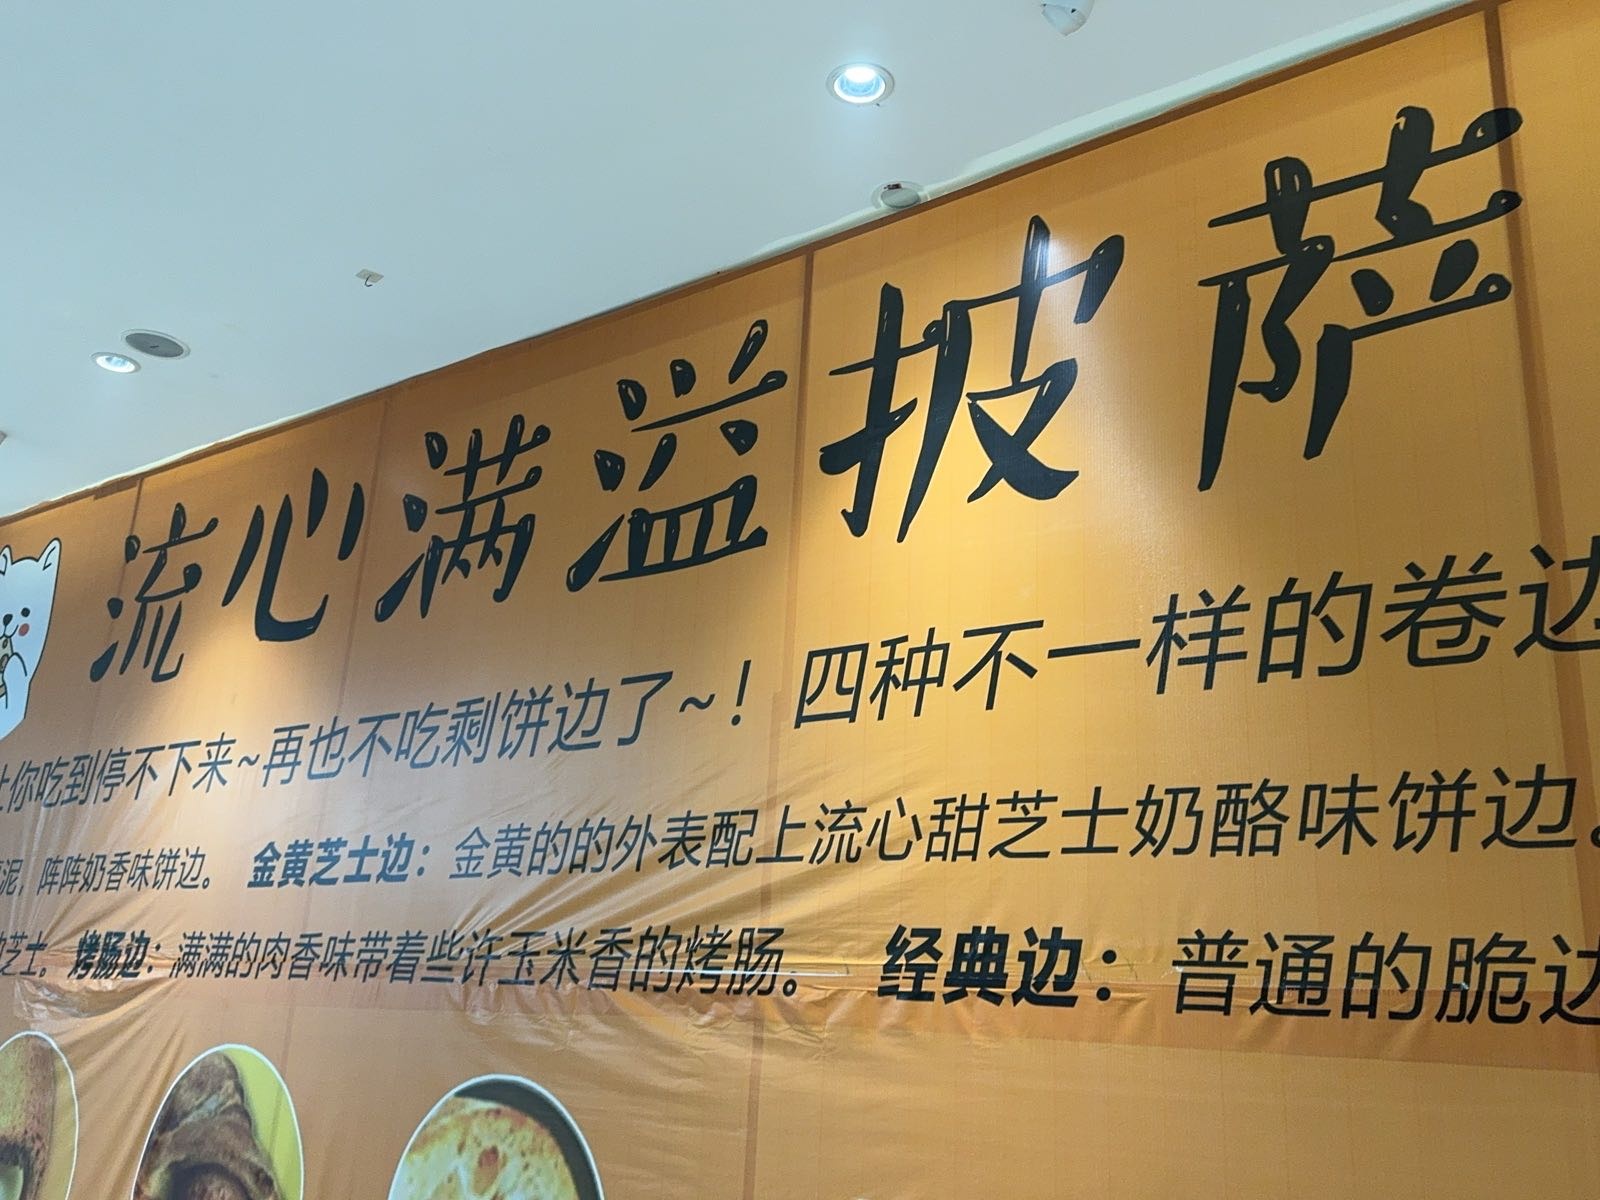 流心满溢披萨
让你吃到停不下来~再也不吃剩饼边了~！四种不一样的卷边
泥，阵阵奶香味饼边。 金黄芝士边：金黄的的外表配上流心甜芝士奶酪味饼边。
芝士。烤肠边：满满的肉香味带着些许玉米香的烤肠。 经典边：普通的脆边